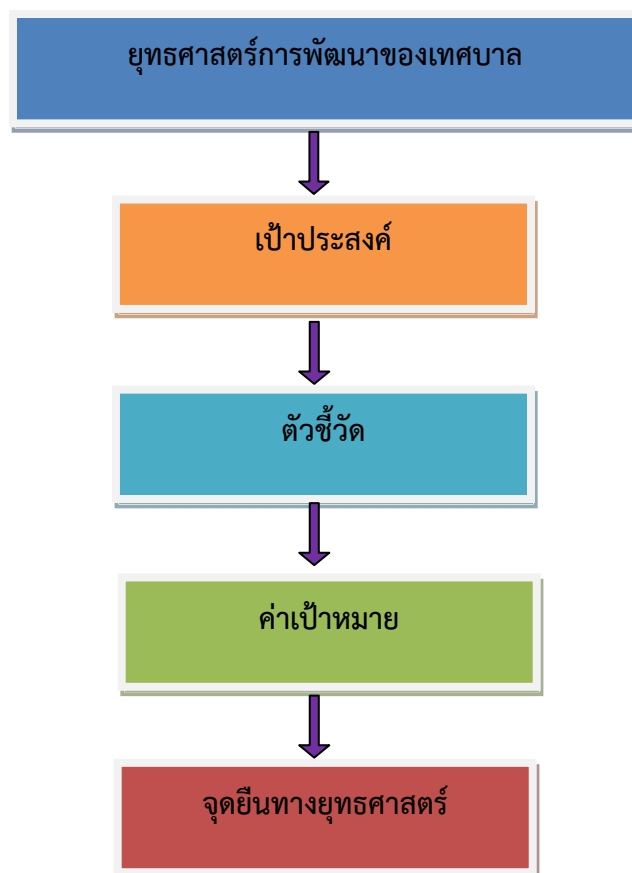 ยุทธศาสตร์การพัฒนาของเทศบาล
เป้าประสงค์
ตัวชี้วัด
ค่าเป้าหมาย
จุดยืนทางยุทธศาสตร์